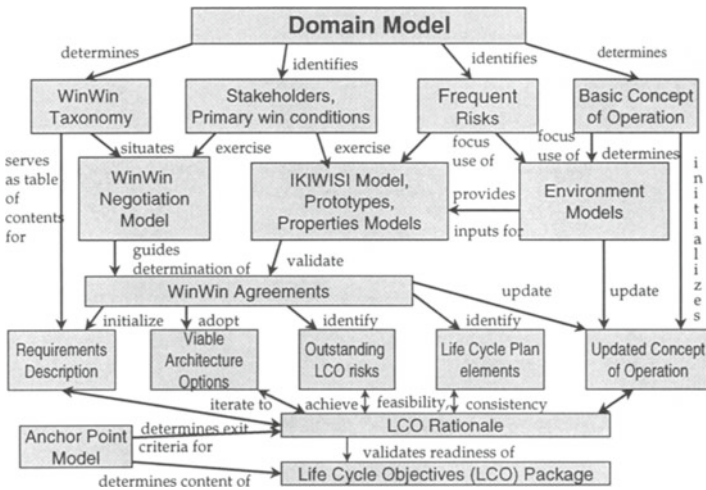 Domain Model
determines
identifies
identifies
determines
WinWin
Taxonomy
Stakeholders,
Primary win conditions
Frequent
Risks
Basic Concept
of Operation
serves
as table
of
contents
for
situates
exercise
exercise
focus
use of
focus
use of
determines
initializes
WinWin
Negotiation
Model
IKIWISI Model,
Prototypes,
Properties Models
provides
inputs for
Environment
Models
guides
determination of
validate
WinWin Agreements
update
update
initialize
adopt
identify
identify
Requirements
Description
Viable
Architecture
Options
Outstanding
LCO risks
Life Cycle Plan
elements
Updated Concept
of Operation
iterate to
achieve
feasibility,
consistency
LCO Rationale
Anchor Point
Model
determines exit
criteria for
validates readiness of
determines content of
Life Cycle Objectives (LCO) Package